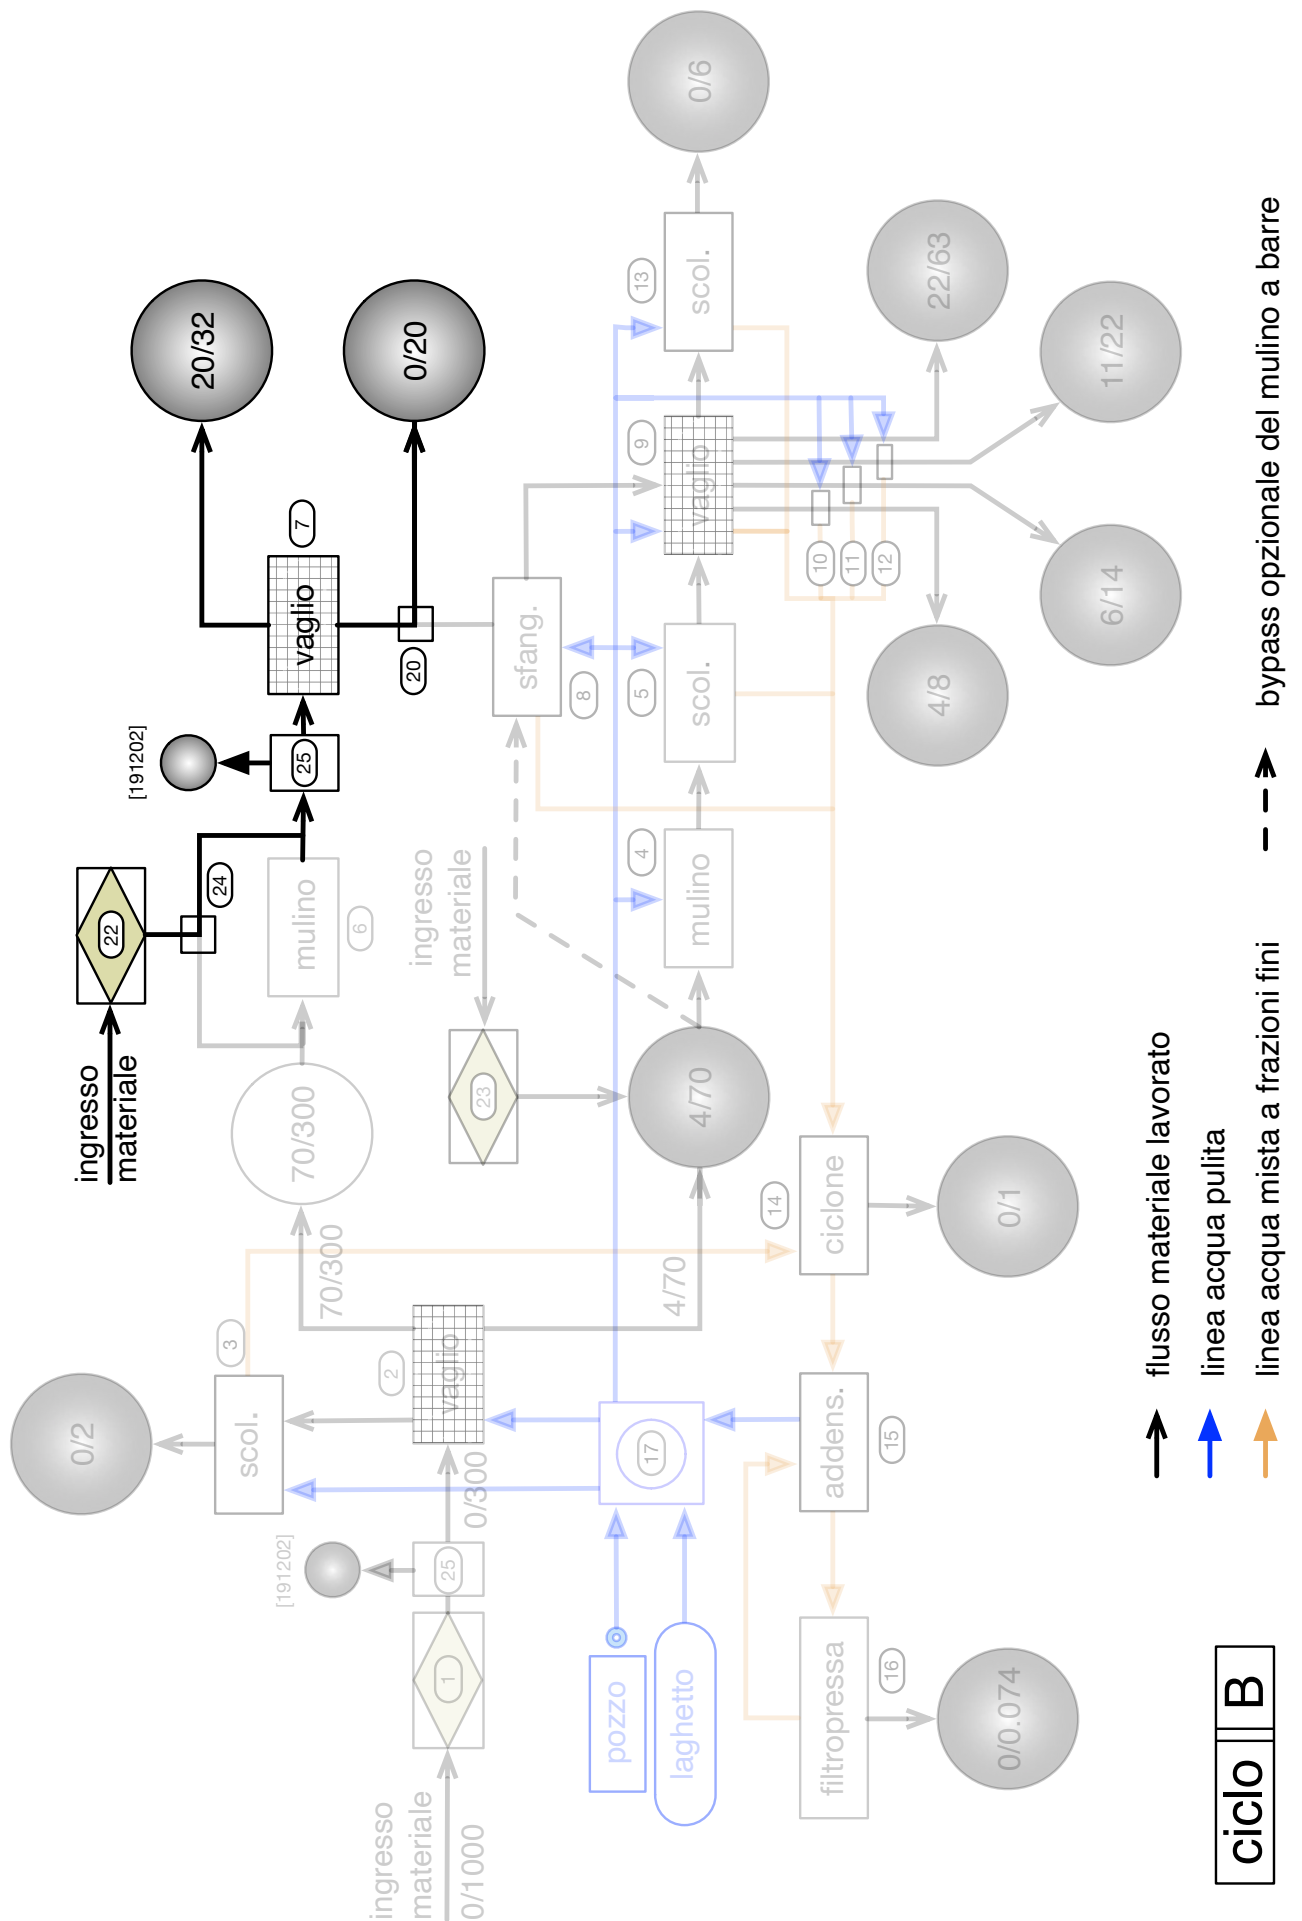 ingresso
materiale
0/1000
1
25
[191202]
0/300
vaglio
2
scol.
3
0/2
70/300
70/300
4/70
4/70
ingresso
materiale
22
24
mulino
6
25
[191202]
vaglio
7
20/32
0/20
20
ingresso
materiale
23
mulino
4
scol.
5
sfang.
8
vaglio
9
scol.
13
0/6
10
11
12
4/8
6/14
11/22
22/63
pozzo
laghetto
17
ciclone
14
0/1
addens.
15
filtropressa
16
0/0.074
ciclo B
flusso materiale lavorato
linea acqua pulita
linea acqua mista a frazioni fini
bypass opzionale del mulino a barre